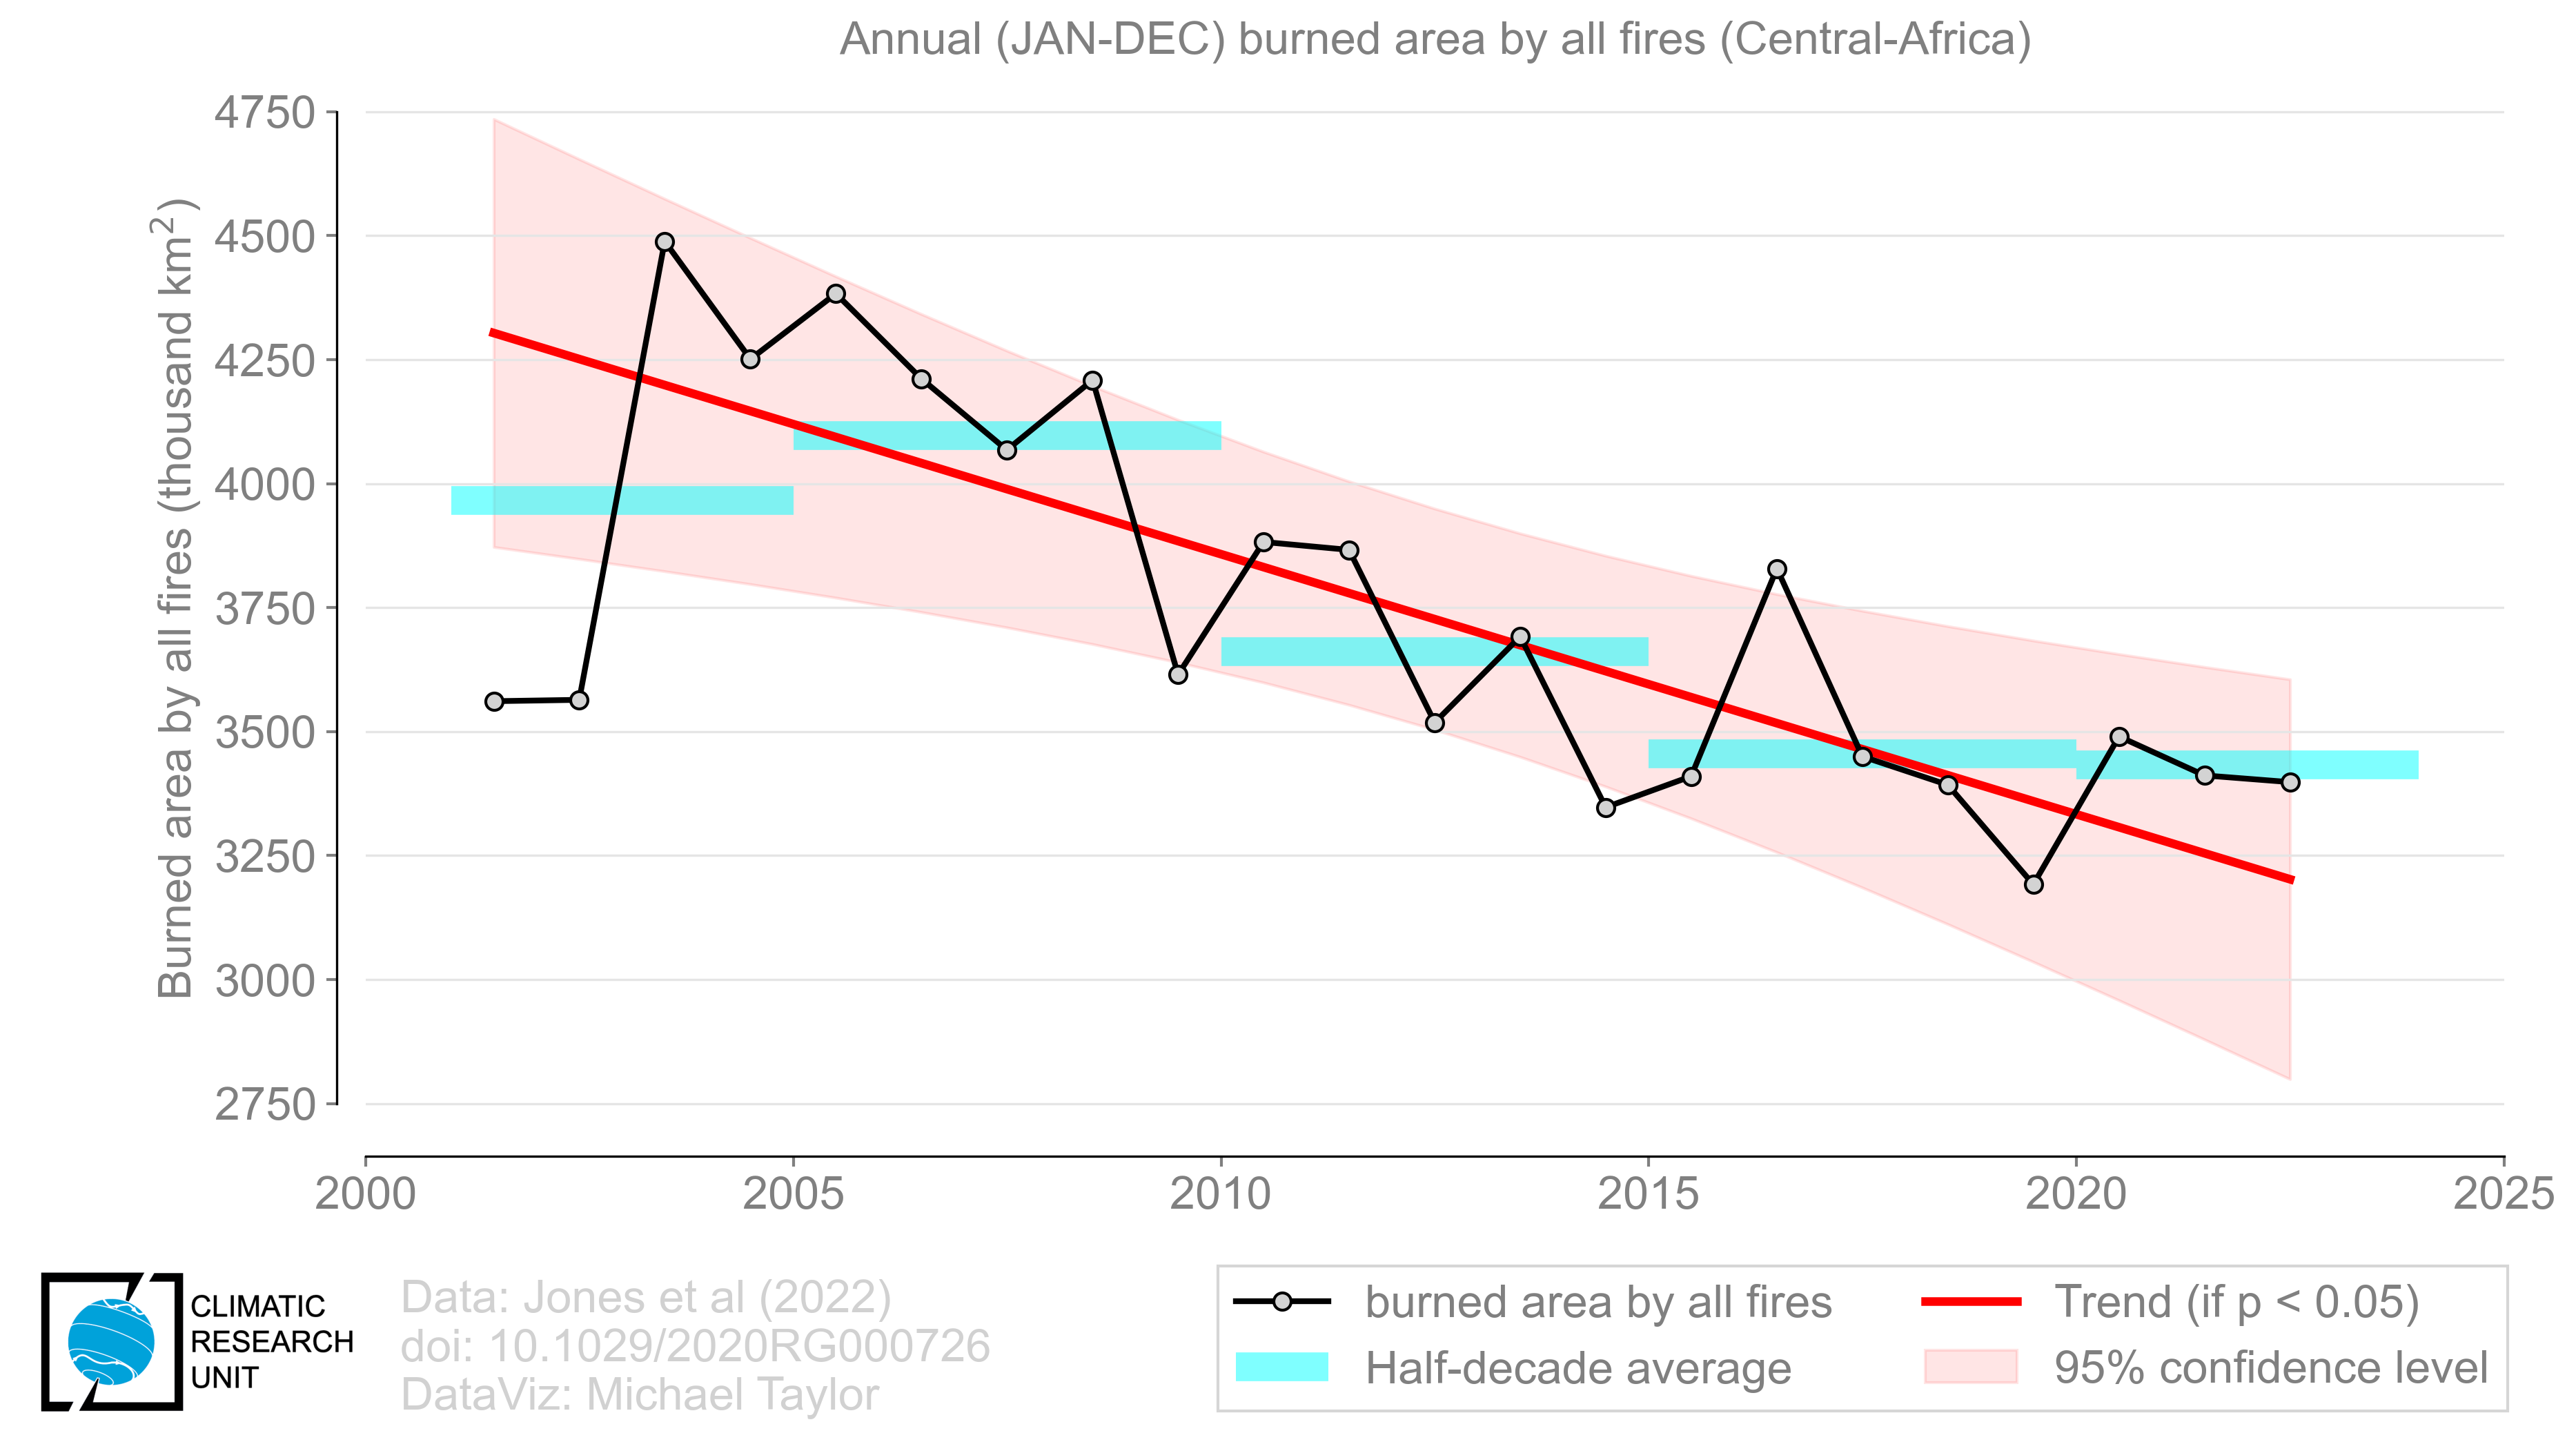 Annual (JAN-DEC) burned area by all fires (Central-Africa)
Burned area by all fires (thousand km²)
4750
4500
4250
4000
3750
3500
3250
3000
2750
2000 2005 2010 2015 2020 2025
CLIMATIC
RESEARCH
UNIT
Data: Jones et al (2022)
doi: 10.1029/2020RG000726
DataViz: Michael Taylor
burned area by all fires
Half-decade average
Trend (if p < 0.05)
95% confidence level